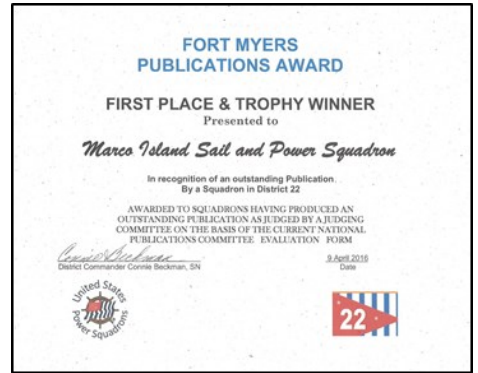 FORT MYERS
PUBLICATIONS AWARD
FIRST PLACE & TROPHY WINNER
Presented to
Marco Island Sail and Power Squadron
In recognition of an outstanding Publication
By a Squadron in District 22
AWARDED TO SQUADRONS HAVING PRODUCED AN
OUTSTANDING PUBLICATION AS JUDGED BY A JUDGING
COMMITTEE ON THE BASIS OF THE CURRENT NATIONAL
PUBLICATIONS COMMITTEE EVALUATION FORM
Connie Beckman
District Commander Connie Beckman, SN
9 April 2016
Date
United States
Power Squadrons
22